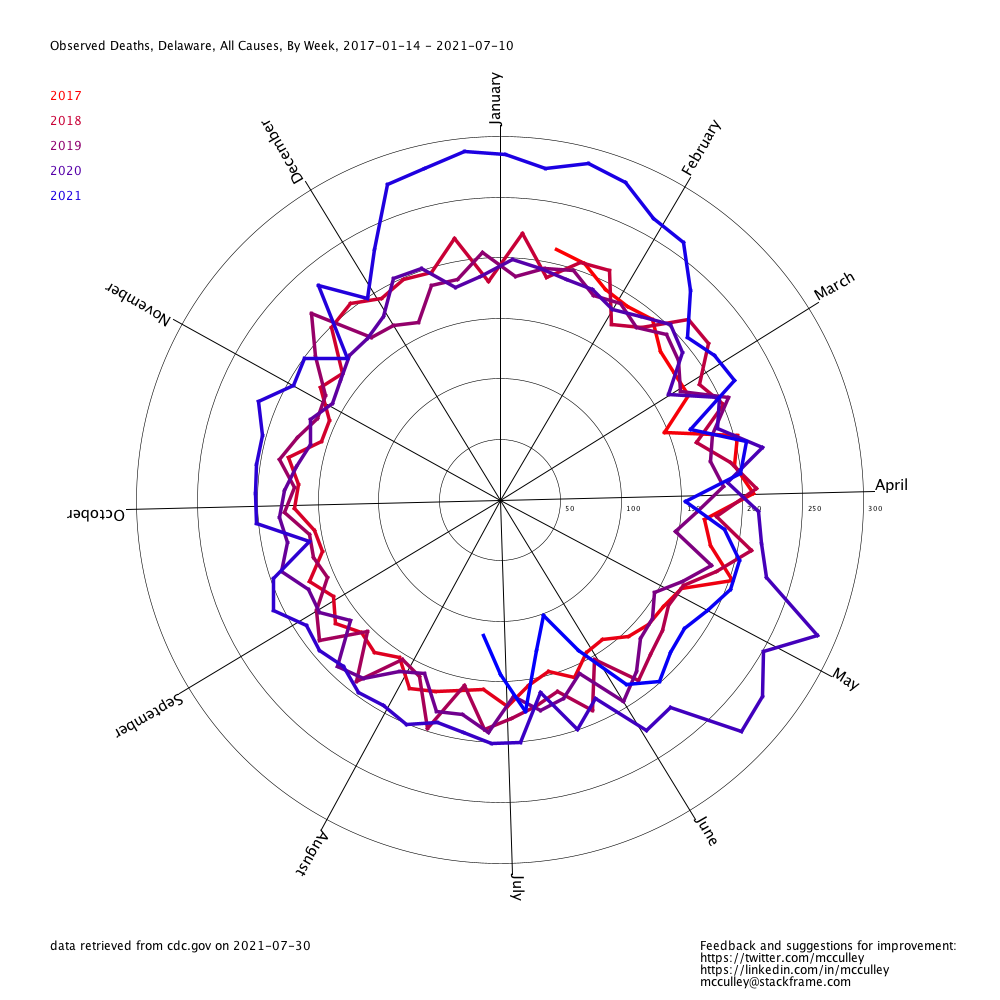 Observed Deaths, Delaware, All Causes, By Week, 2017-01-14 - 2021-07-10
2017
2018
2019
2020
2021
January
February
March
April
May
June
July
August
September
October
November
December
50
100
150
200
250
300
data retrieved from cdc.gov on 2021-07-30
Feedback and suggestions for improvement:
https://twitter.com/mcculley
https://linkedin.com/in/mcculley
mcculley@stackframe.com